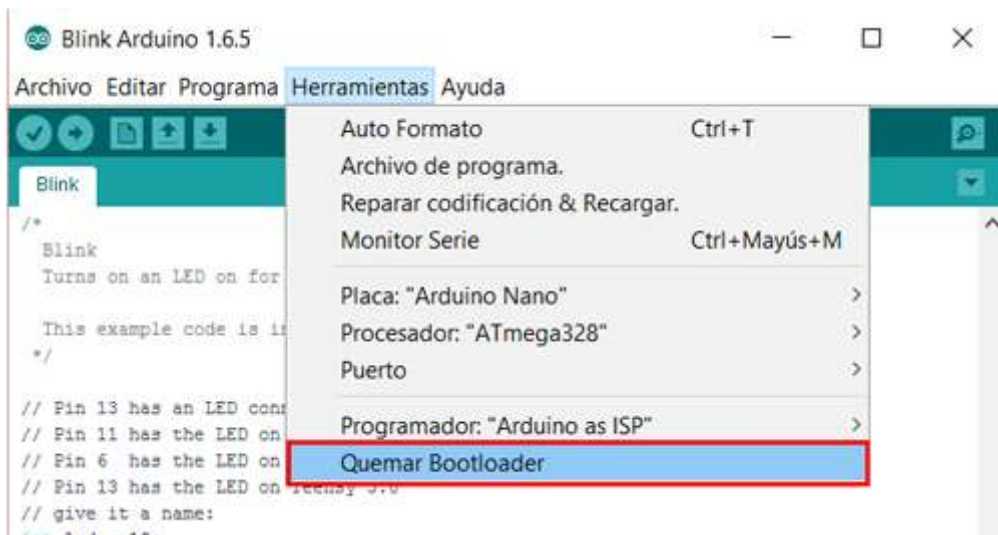 Blink Arduino 1.6.5
Archivo Editar Programa Herramientas Ayuda
Auto Formato Ctrl+T
Archivo de programa.
Reparar codificación & Recargar.
Monitor Serie Ctrl+Mayús+M
Placa: "Arduino Nano"
Procesador: "ATmega328"
Puerto
Programador: "Arduino as ISP"
Quemar Bootloader
Blink
/*
Blink
Turns on an LED on for
This example code is
*/
// Pin 13 has an LED
// Pin 11 has the LED on
// Pin 6 has the LED on
// Pin 13 has the LED on
// give it a name: